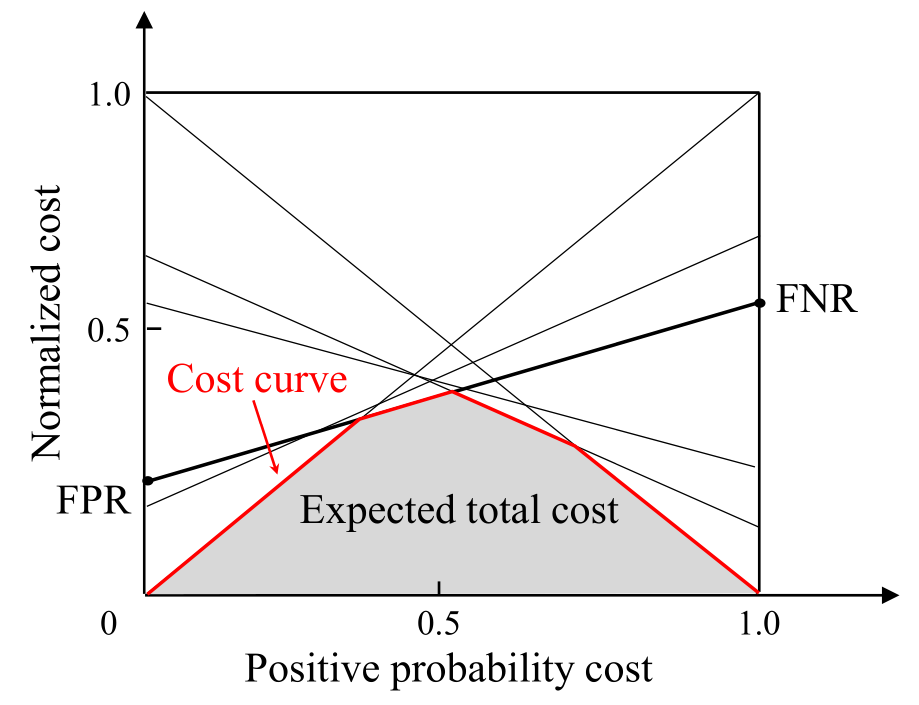 1.0
Normalized cost
FNR
0.5
Cost curve
FPR
Expected total cost
0
0.5
1.0
Positive probability cost